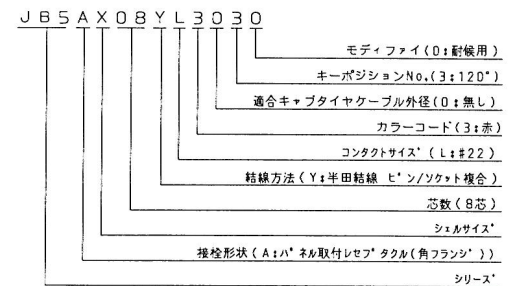 JB5AX08YL3030
モディファイ(0:耐候用)
キーポジションNo.(3:120°)
適合キャブタイヤケーブル外径(0:無し)
カラーコード(3:赤)
コンタクトサイズ(L:#22)
結線方法(Y:半田結線 ピン/ソケット複合)
芯数(8芯)
シェルサイズ
接栓形状(A:パネル取付レセプタクル(角フランジ))
シリーズ